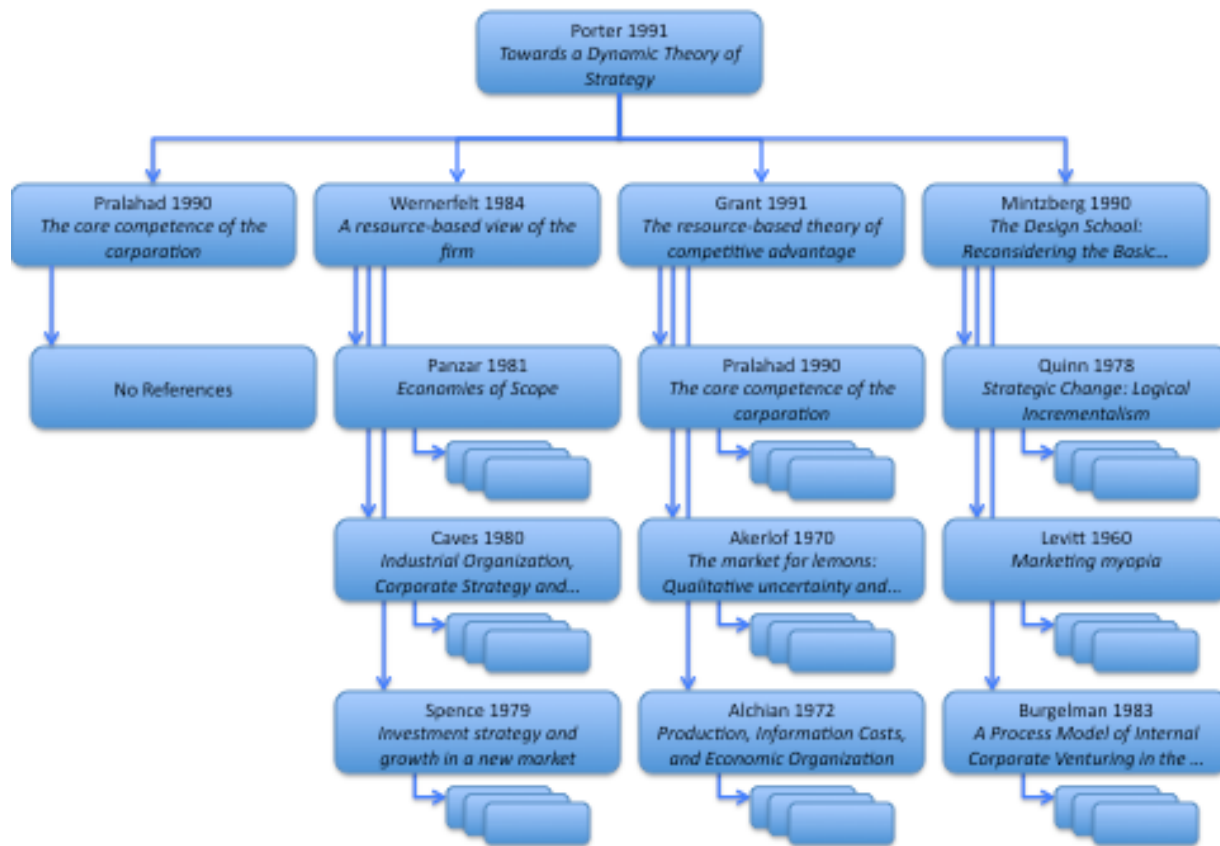 Porter 1991
Towards a Dynamic Theory of
Strategy
Pralahad 1990
The core competence of the
corporation
Wernerfelt 1984
A resource-based view of the
firm
Grant 1991
The resource-based theory of
competitive advantage
Mintzberg 1990
The Design School:
Reconsidering the Basic...
No References
Panzar 1981
Economies of Scope
Pralahad 1990
The core competence of the
corporation
Quinn 1978
Strategic Change: Logical
Incrementalism
Caves 1980
Industrial Organization,
Corporate Strategy and...
Akerlof 1970
The market for lemons:
Qualitative uncertainty and...
Levitt 1960
Marketing myopia
Spence 1979
Investment strategy and
growth in a new market
Alchian 1972
Production, Information Costs,
and Economic Organization
Burgelman 1983
A Process Model of Internal
Corporate Venturing in the ...